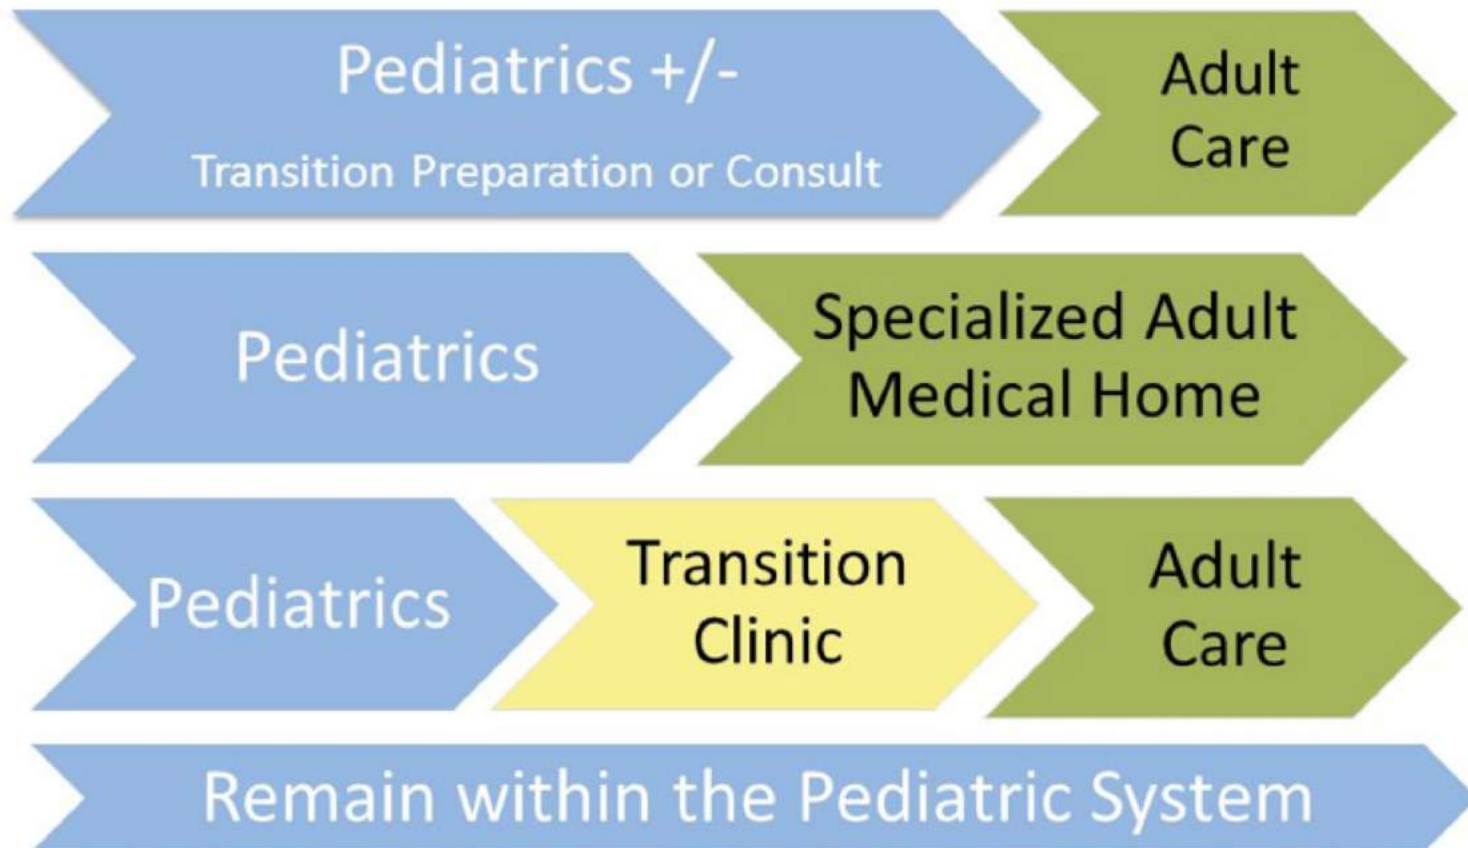 Pediatrics +/-
Transition Preparation or Consult
Adult
Care
Pediatrics
Specialized Adult
Medical Home
Pediatrics
Transition
Clinic
Adult
Care
Remain within the Pediatric System